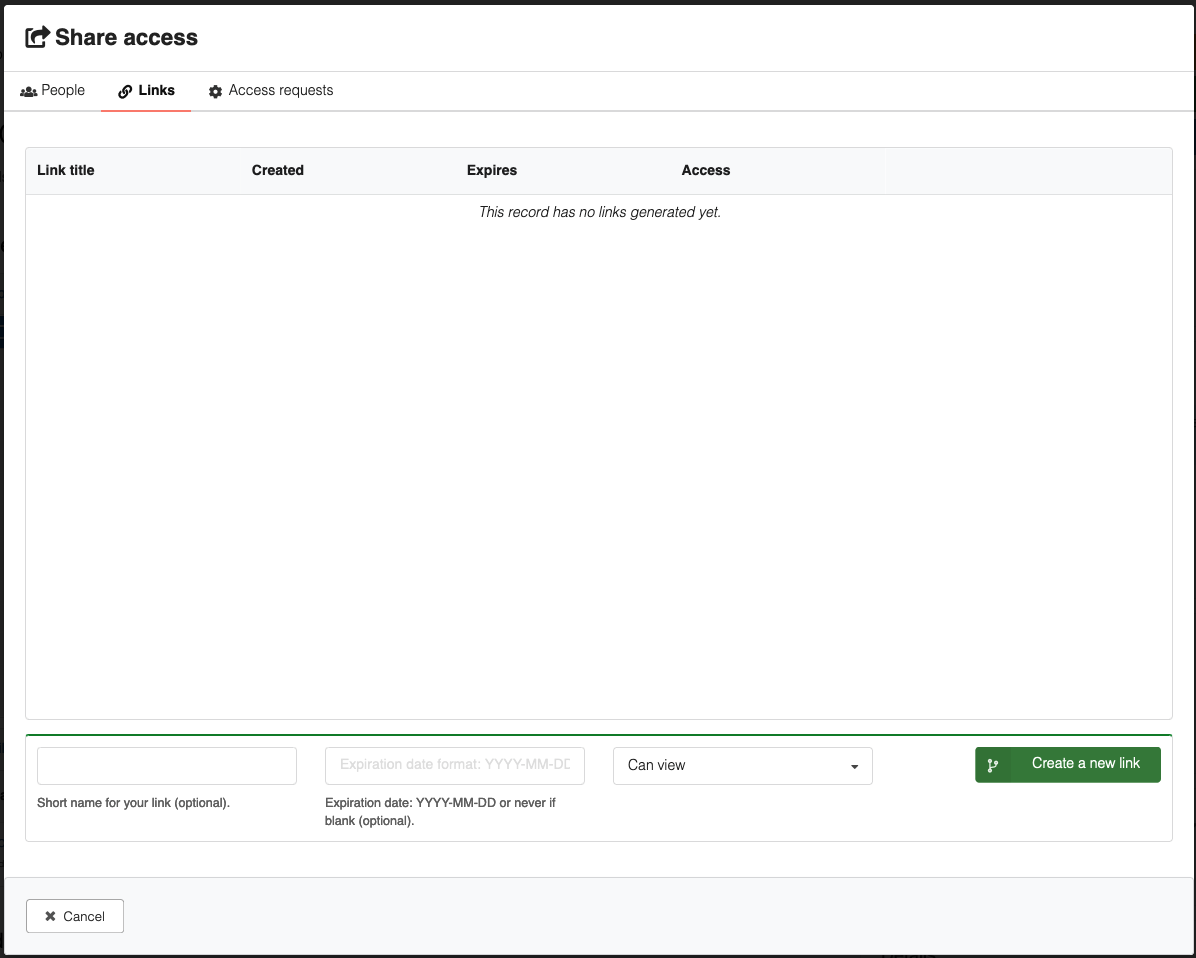 Share access
People Links Access requests
Link title Created Expires Access
This record has no links generated yet.
Expiration date format: YYYY-MM-DD Can view Create a new link
Short name for your link (optional). Expiration date: YYYY-MM-DD or never if
blank (optional).
Cancel